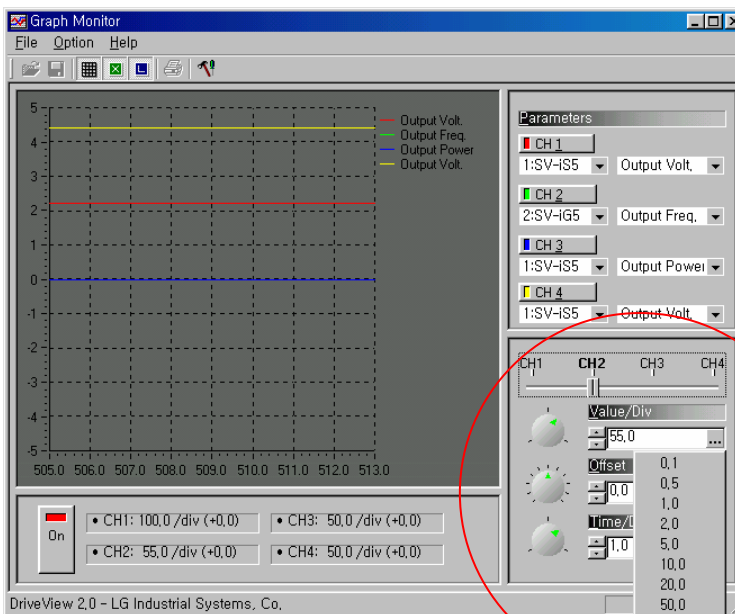 Graph Monitor
File Option Help
5
4
3
2
1
0
-1
-2
-3
-4
-5
505.0 506.0 507.0 508.0 509.0 510.0 511.0 512.0 513.0
Output Volt.
Output Freq.
Output Power
Output Volt.
Parameters
CH 1
1:SV-iS5 Output Volt,
CH 2
2:SV-iG5 Output Freq,
CH 3
1:SV-iS5 Output Power
CH 4
1:SV-iS5 Output Volt,
CH1 CH2 CH3 CH4
Value/Div
55,0 ...
Offset
0,0
Time/D
1,0
0,1
0,5
1,0
2,0
5,0
10,0
20,0
50,0
On
• CH1: 100,0 /div (+0,0)
• CH3: 50,0 /div (+0,0)
• CH2: 55,0 /div (+0,0)
• CH4: 50,0 /div (+0,0)
DriveView 2,0 - LG Industrial Systems, Co,